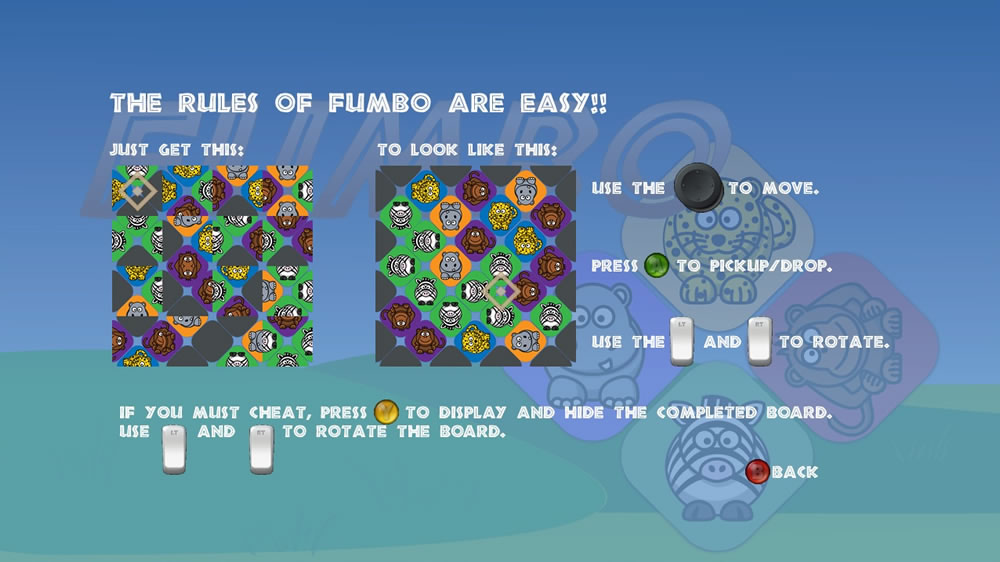 FUMBO
THE RULES OF FUMBO ARE EASY!!
JUST GET THIS:
TO LOOK LIKE THIS:
USE THE TO MOVE.
PRESS A TO PICKUP/DROP.
USE THE LT AND RT TO ROTATE.
IF YOU MUST CHEAT, PRESS Y TO DISPLAY AND HIDE THE COMPLETED BOARD.
USE LT AND RT TO ROTATE THE BOARD.
B BACK